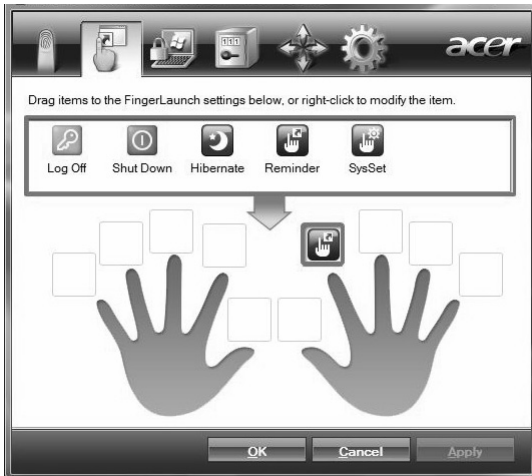 acer
Drag items to the FingerLaunch settings below, or right-click to modify the item.
Log Off Shut Down Hibernate Reminder SysSet
OK Cancel Apply